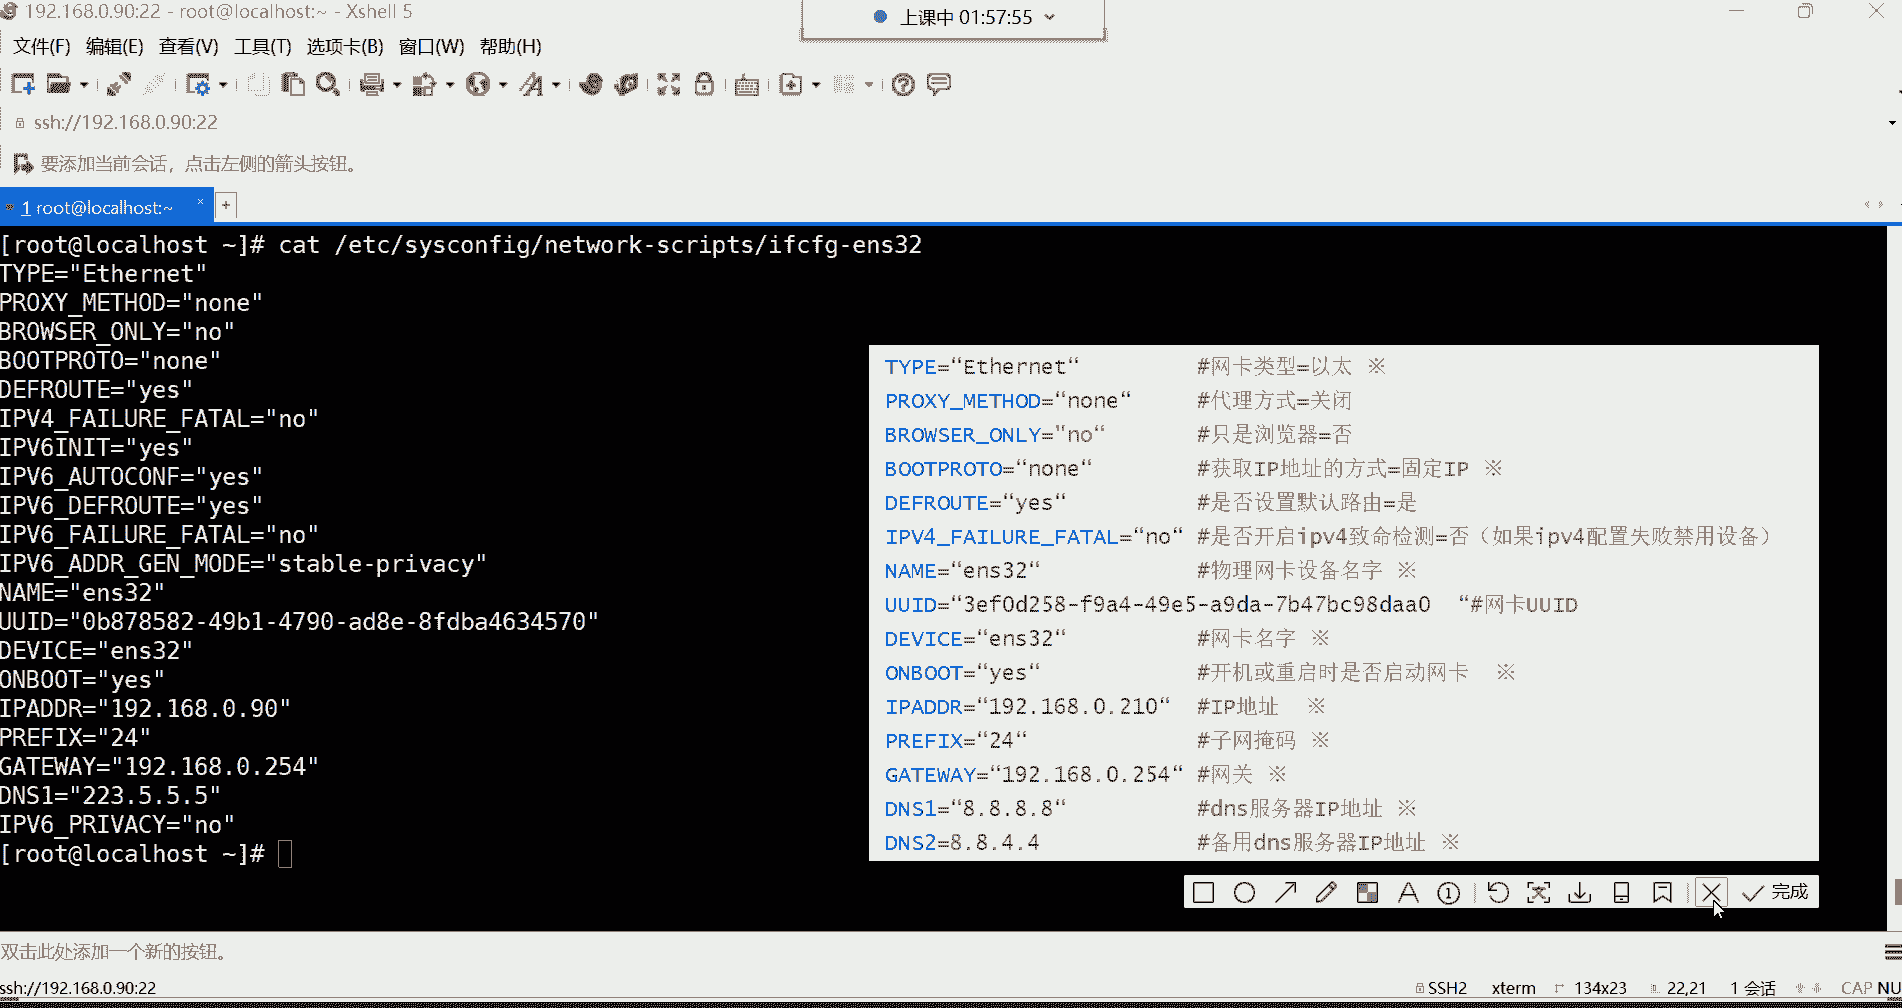 192.168.0.90:22 - root@localhost:~ - Xshell 5
上课中 01:57:55
文件(F) 编辑(E) 查看(V) 工具(T) 选项卡(B) 窗口(W) 帮助(H)
ssh://192.168.0.90:22
要添加当前会话，点击左侧的箭头按钮。
1 root@localhost:~
[root@localhost ~]# cat /etc/sysconfig/network-scripts/ifcfg-ens32
TYPE="Ethernet"
PROXY_METHOD="none"
BROWSER_ONLY="no"
BOOTPROTO="none"
DEFROUTE="yes"
IPV4_FAILURE_FATAL="no"
IPV6INIT="yes"
IPV6_AUTOCONF="yes"
IPV6_DEFROUTE="yes"
IPV6_FAILURE_FATAL="no"
IPV6_ADDR_GEN_MODE="stable-privacy"
NAME="ens32"
UUID="0b878582-49b1-4790-ad8e-8fdba4634570"
DEVICE="ens32"
ONBOOT="yes"
IPADDR="192.168.0.90"
PREFIX="24"
GATEWAY="192.168.0.254"
DNS1="223.5.5.5"
IPV6_PRIVACY="no"
[root@localhost ~]#
TYPE=“Ethernet“ #网卡类型=以太 ※
PROXY_METHOD=“none“ #代理方式=关闭
BROWSER_ONLY="no“ #只是浏览器=否
BOOTPROTO=“none“ #获取IP地址的方式=固定IP ※
DEFROUTE=“yes“ #是否设置默认路由=是
IPV4_FAILURE_FATAL=“no“ #是否开启ipv4致命检测=否（如果ipv4配置失败禁用设备）
NAME=“ens32“ #物理网卡设备名字 ※
UUID=“3ef0d258-f9a4-49e5-a9da-7b47bc98daa0 “#网卡UUID
DEVICE=“ens32“ #网卡名字 ※
ONBOOT=“yes“ #开机或重启时是否启动网卡 ※
IPADDR=“192.168.0.210“ #IP地址 ※
PREFIX=“24“ #子网掩码 ※
GATEWAY=“192.168.0.254“ #网关 ※
DNS1=“8.8.8.8“ #dns服务器IP地址 ※
DNS2=8.8.4.4 #备用dns服务器IP地址 ※
完成
双击此处添加一个新的按钮。
ssh://192.168.0.90:22 SSH2 xterm 134x23 22,21 1 会话 CAP NU